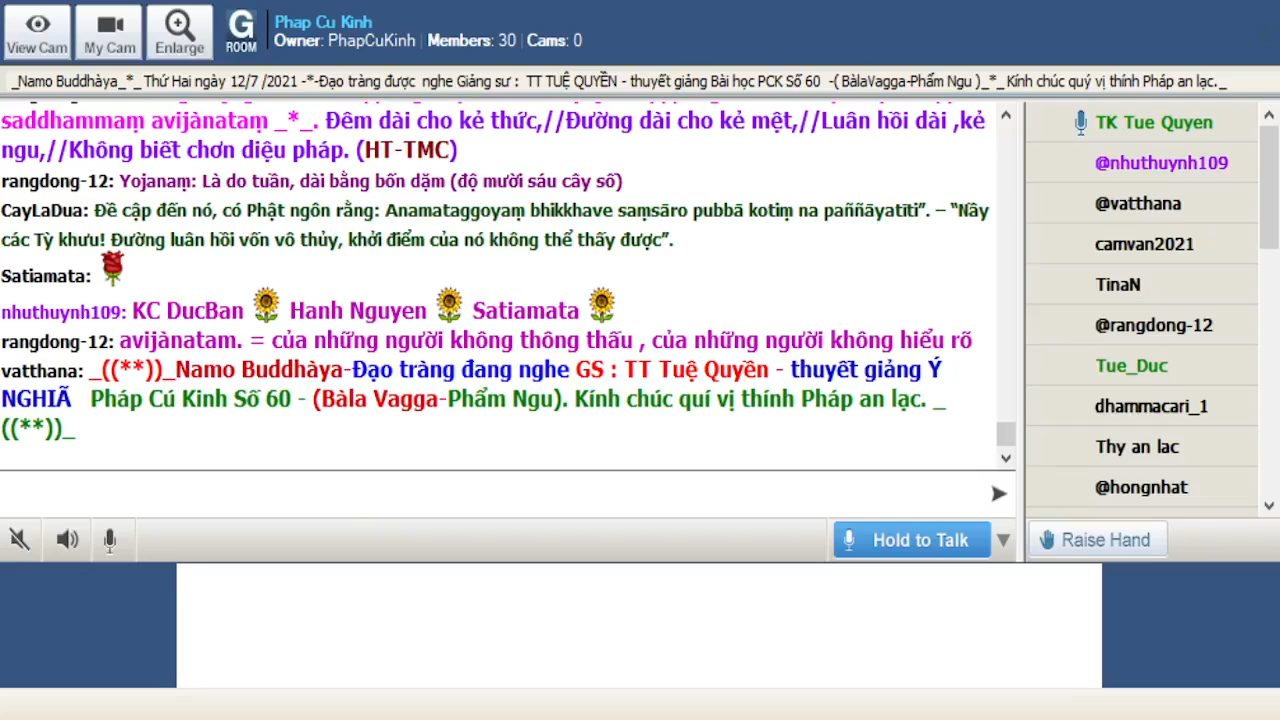 View Cam
My Cam
Enlarge
G
ROOM
Phap Cu Kinh
Owner: PhapCuKinh | Members: 30 | Cams: 0
_Namo Buddhàya_*_ Thứ Hai ngày 12/7 /2021 -*-Đạo tràng được nghe Giảng sư : TT TUỆ QUYỀN - thuyết giảng Bài học PCK Số 60 -( BàlaVagga-Phẩm Ngu )_*_Kính chúc quý vị thính Pháp an lạc._
saddhammaṃ avijànataṃ _*_. Đêm dài cho kẻ thức,//Đường dài cho kẻ mệt,//Luân hồi dài ,kẻ
ngu,//Không biết chơn diệu pháp. (HT-TMC)
rangdong-12: Yojanaṃ: Là do tuần, dài bằng bốn dặm (độ mười sáu cây số)
CayLaDua: Đề cập đến nó, có Phật ngôn rằng: Anamataggoyaṃ bhikkhave saṃsāro pubbā kotiṃ na paññāyatīti”. – “Nầy
các Tỳ khưu! Đường luân hồi vốn vô thủy, khởi điểm của nó không thể thấy được”.
Satiamata:
nhuthuynh109: KC DucBan Hanh Nguyen Satiamata
rangdong-12: avijànatam. = của những người không thông thấu , của những người không hiểu rõ
vatthana: _((**))_Namo Buddhàya-Đạo tràng đang nghe GS : TT Tuệ Quyền - thuyết giảng Ý
NGHIÃ Pháp Cú Kinh Số 60 - (Bàla Vagga-Phẩm Ngu). Kính chúc quí vị thính Pháp an lạc. _
((**))_
TK Tue Quyen
@nhuthuynh109
@vatthana
camvan2021
TinaN
@rangdong-12
Tue_Duc
dhammacari_1
Thy an lac
@hongnhat
Hold to Talk
Raise Hand